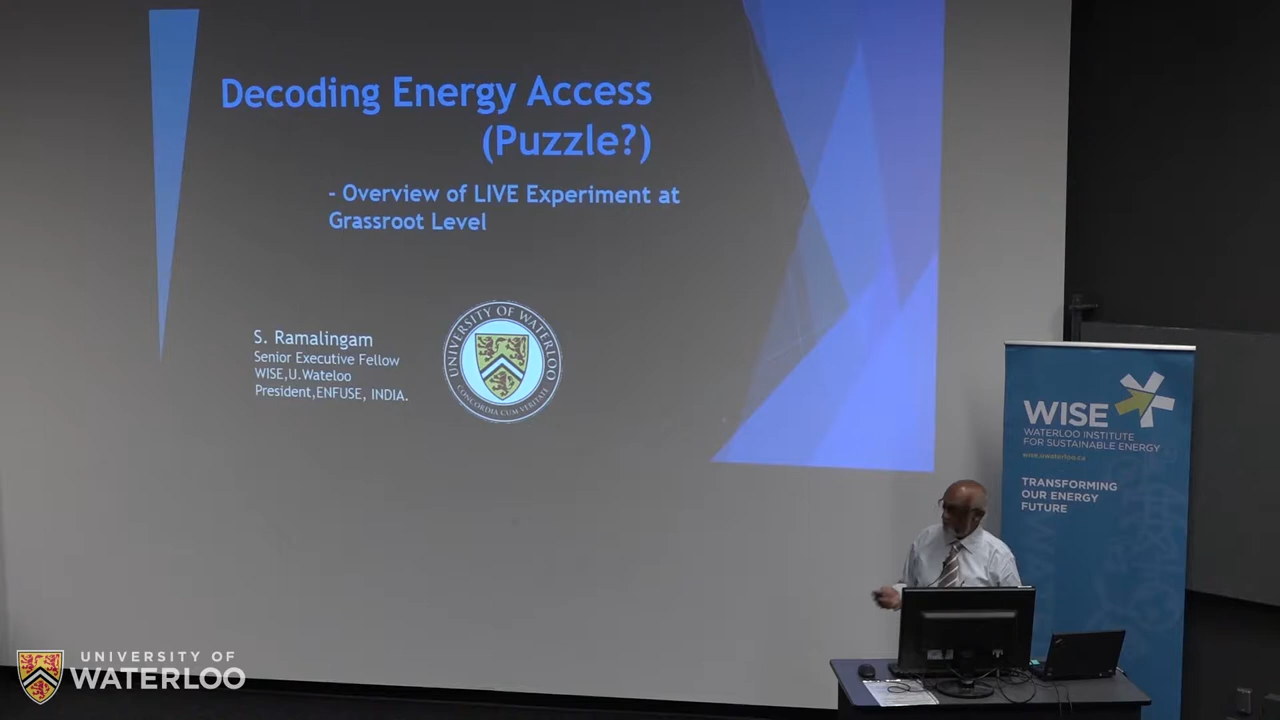 Decoding Energy Access
(Puzzle?)
- Overview of LIVE Experiment at
Grassroot Level
S. Ramalingam
Senior Executive Fellow
WISE,U.Wateloo
President,ENFUSE, INDIA.
UNIVERSITY OF WATERLOO
CONCORDIA CUM VERITATE
WISE
WATERLOO INSTITUTE
FOR SUSTAINABLE ENERGY
wise.uwaterloo.ca
TRANSFORMING
OUR ENERGY
FUTURE
UNIVERSITY OF
WATERLOO